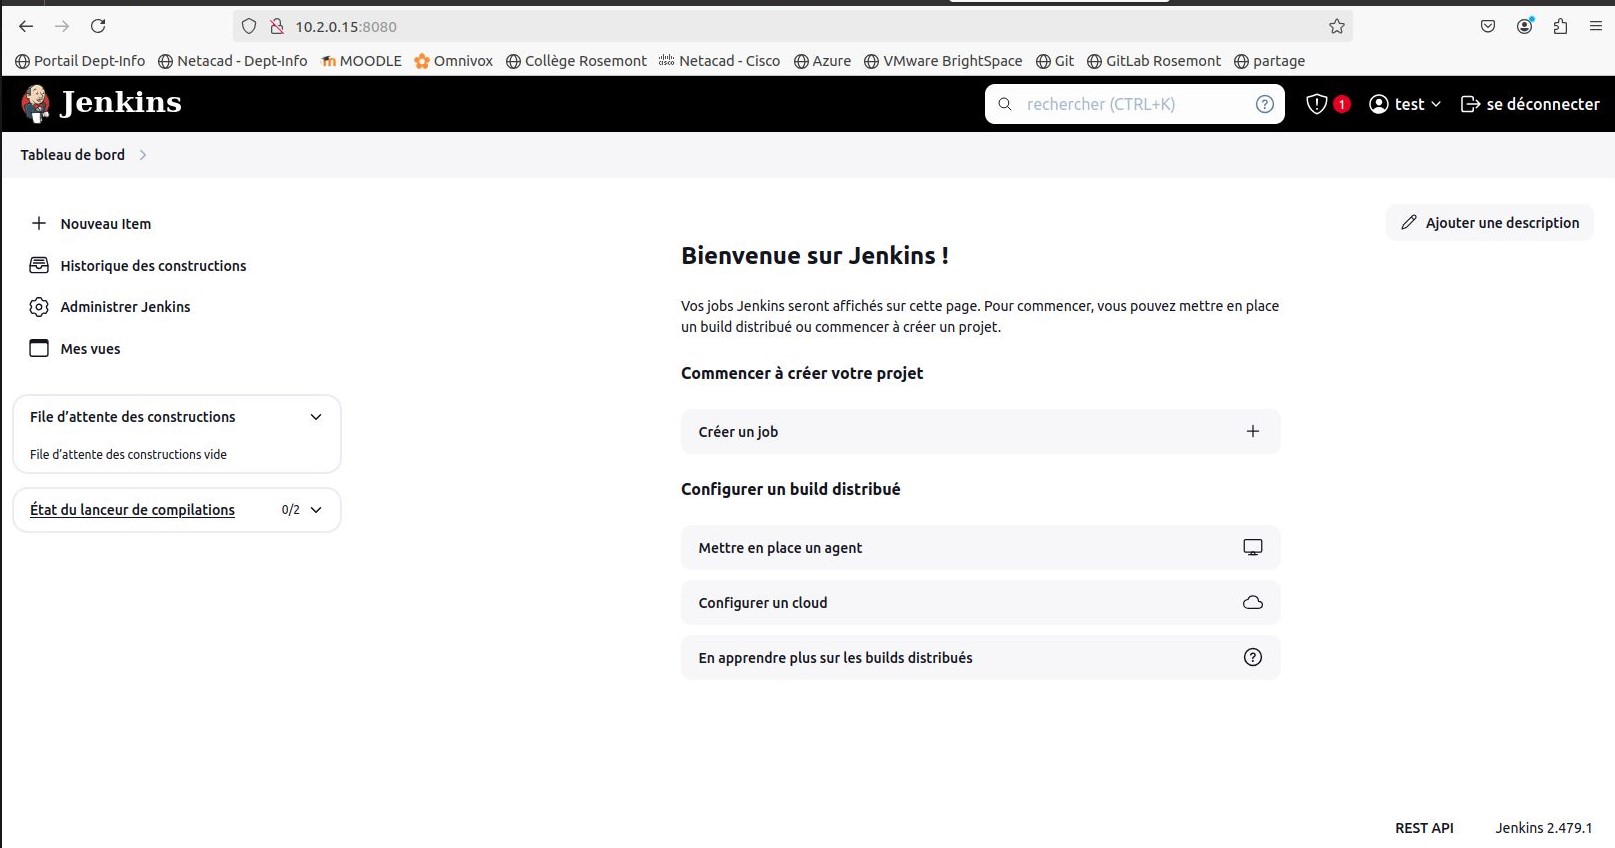 10.2.0.15:8080
Portail Dept-Info Netacad - Dept-Info MOODLE Omnivox Collège Rosemont Netacad - Cisco Azure VMware BrightSpace Git GitLab Rosemont partage
Jenkins rechercher (CTRL+K) 1 test se déconnecter
Tableau de bord
Nouveau Item
Historique des constructions
Administrer Jenkins
Mes vues
File d’attente des constructions
File d’attente des constructions vide
État du lanceur de compilations 0/2
Ajouter une description
Bienvenue sur Jenkins !
Vos jobs Jenkins seront affichés sur cette page. Pour commencer, vous pouvez mettre en place
un build distribué ou commencer à créer un projet.
Commencer à créer votre projet
Créer un job
Configurer un build distribué
Mettre en place un agent
Configurer un cloud
En apprendre plus sur les builds distribués
REST API Jenkins 2.479.1